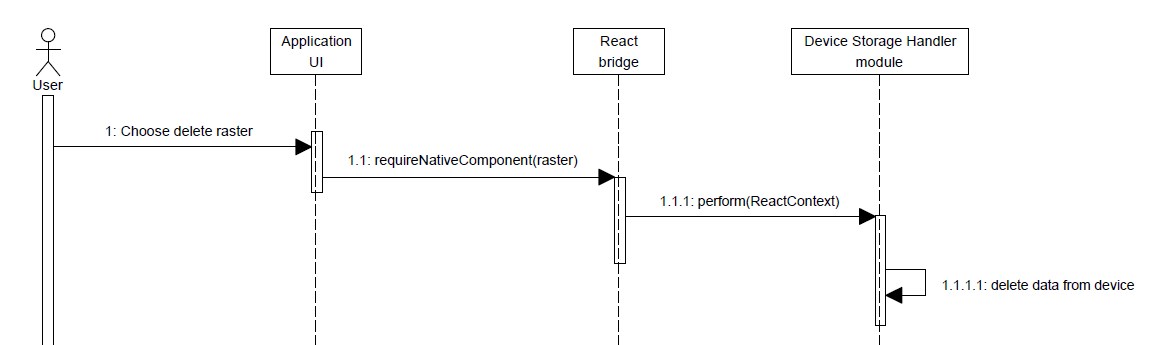 Application
UI
React
bridge
Device Storage Handler
module
User
1: Choose delete raster
1.1: requireNativeComponent(raster)
1.1.1: perform(ReactContext)
1.1.1.1: delete data from device